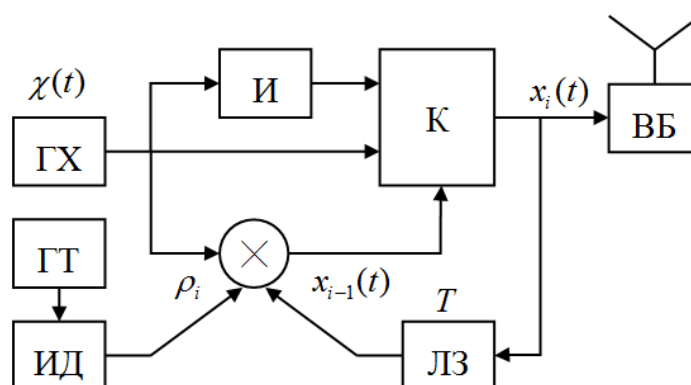 χ(t)
И
К
x_i(t)
ГХ
ВБ
ГТ
ρ_i
×
x_{i−1}(t)
T
ИД
ЛЗ